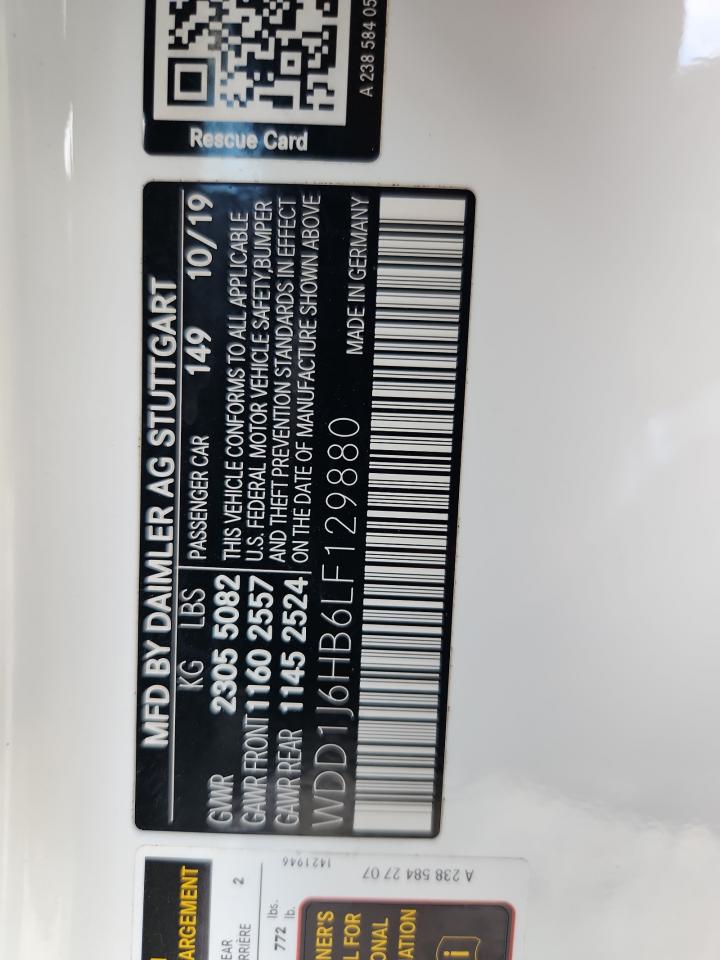 MFD BY DAIMLER AG STUTTGART
KG LBS PASSENGER CAR 149 10/19
GVWR 2305 5082
GAWR FRONT 1160 2557
GAWR REAR 1145 2524
THIS VEHICLE CONFORMS TO ALL APPLICABLE
U.S. FEDERAL MOTOR VEHICLE SAFETY,BUMPER
AND THEFT PREVENTION STANDARDS IN EFFECT
ON THE DATE OF MANUFACTURE SHOWN ABOVE
WDD1J6HB6LF129880 MADE IN GERMANY
Rescue Card
A 238 584 05
ARGEMENT
EAR
RRIÈRE 2
772 lbs.
lb.
1421946
A 238 584 27 07
NER'S
L FOR
ONAL
ATION
i